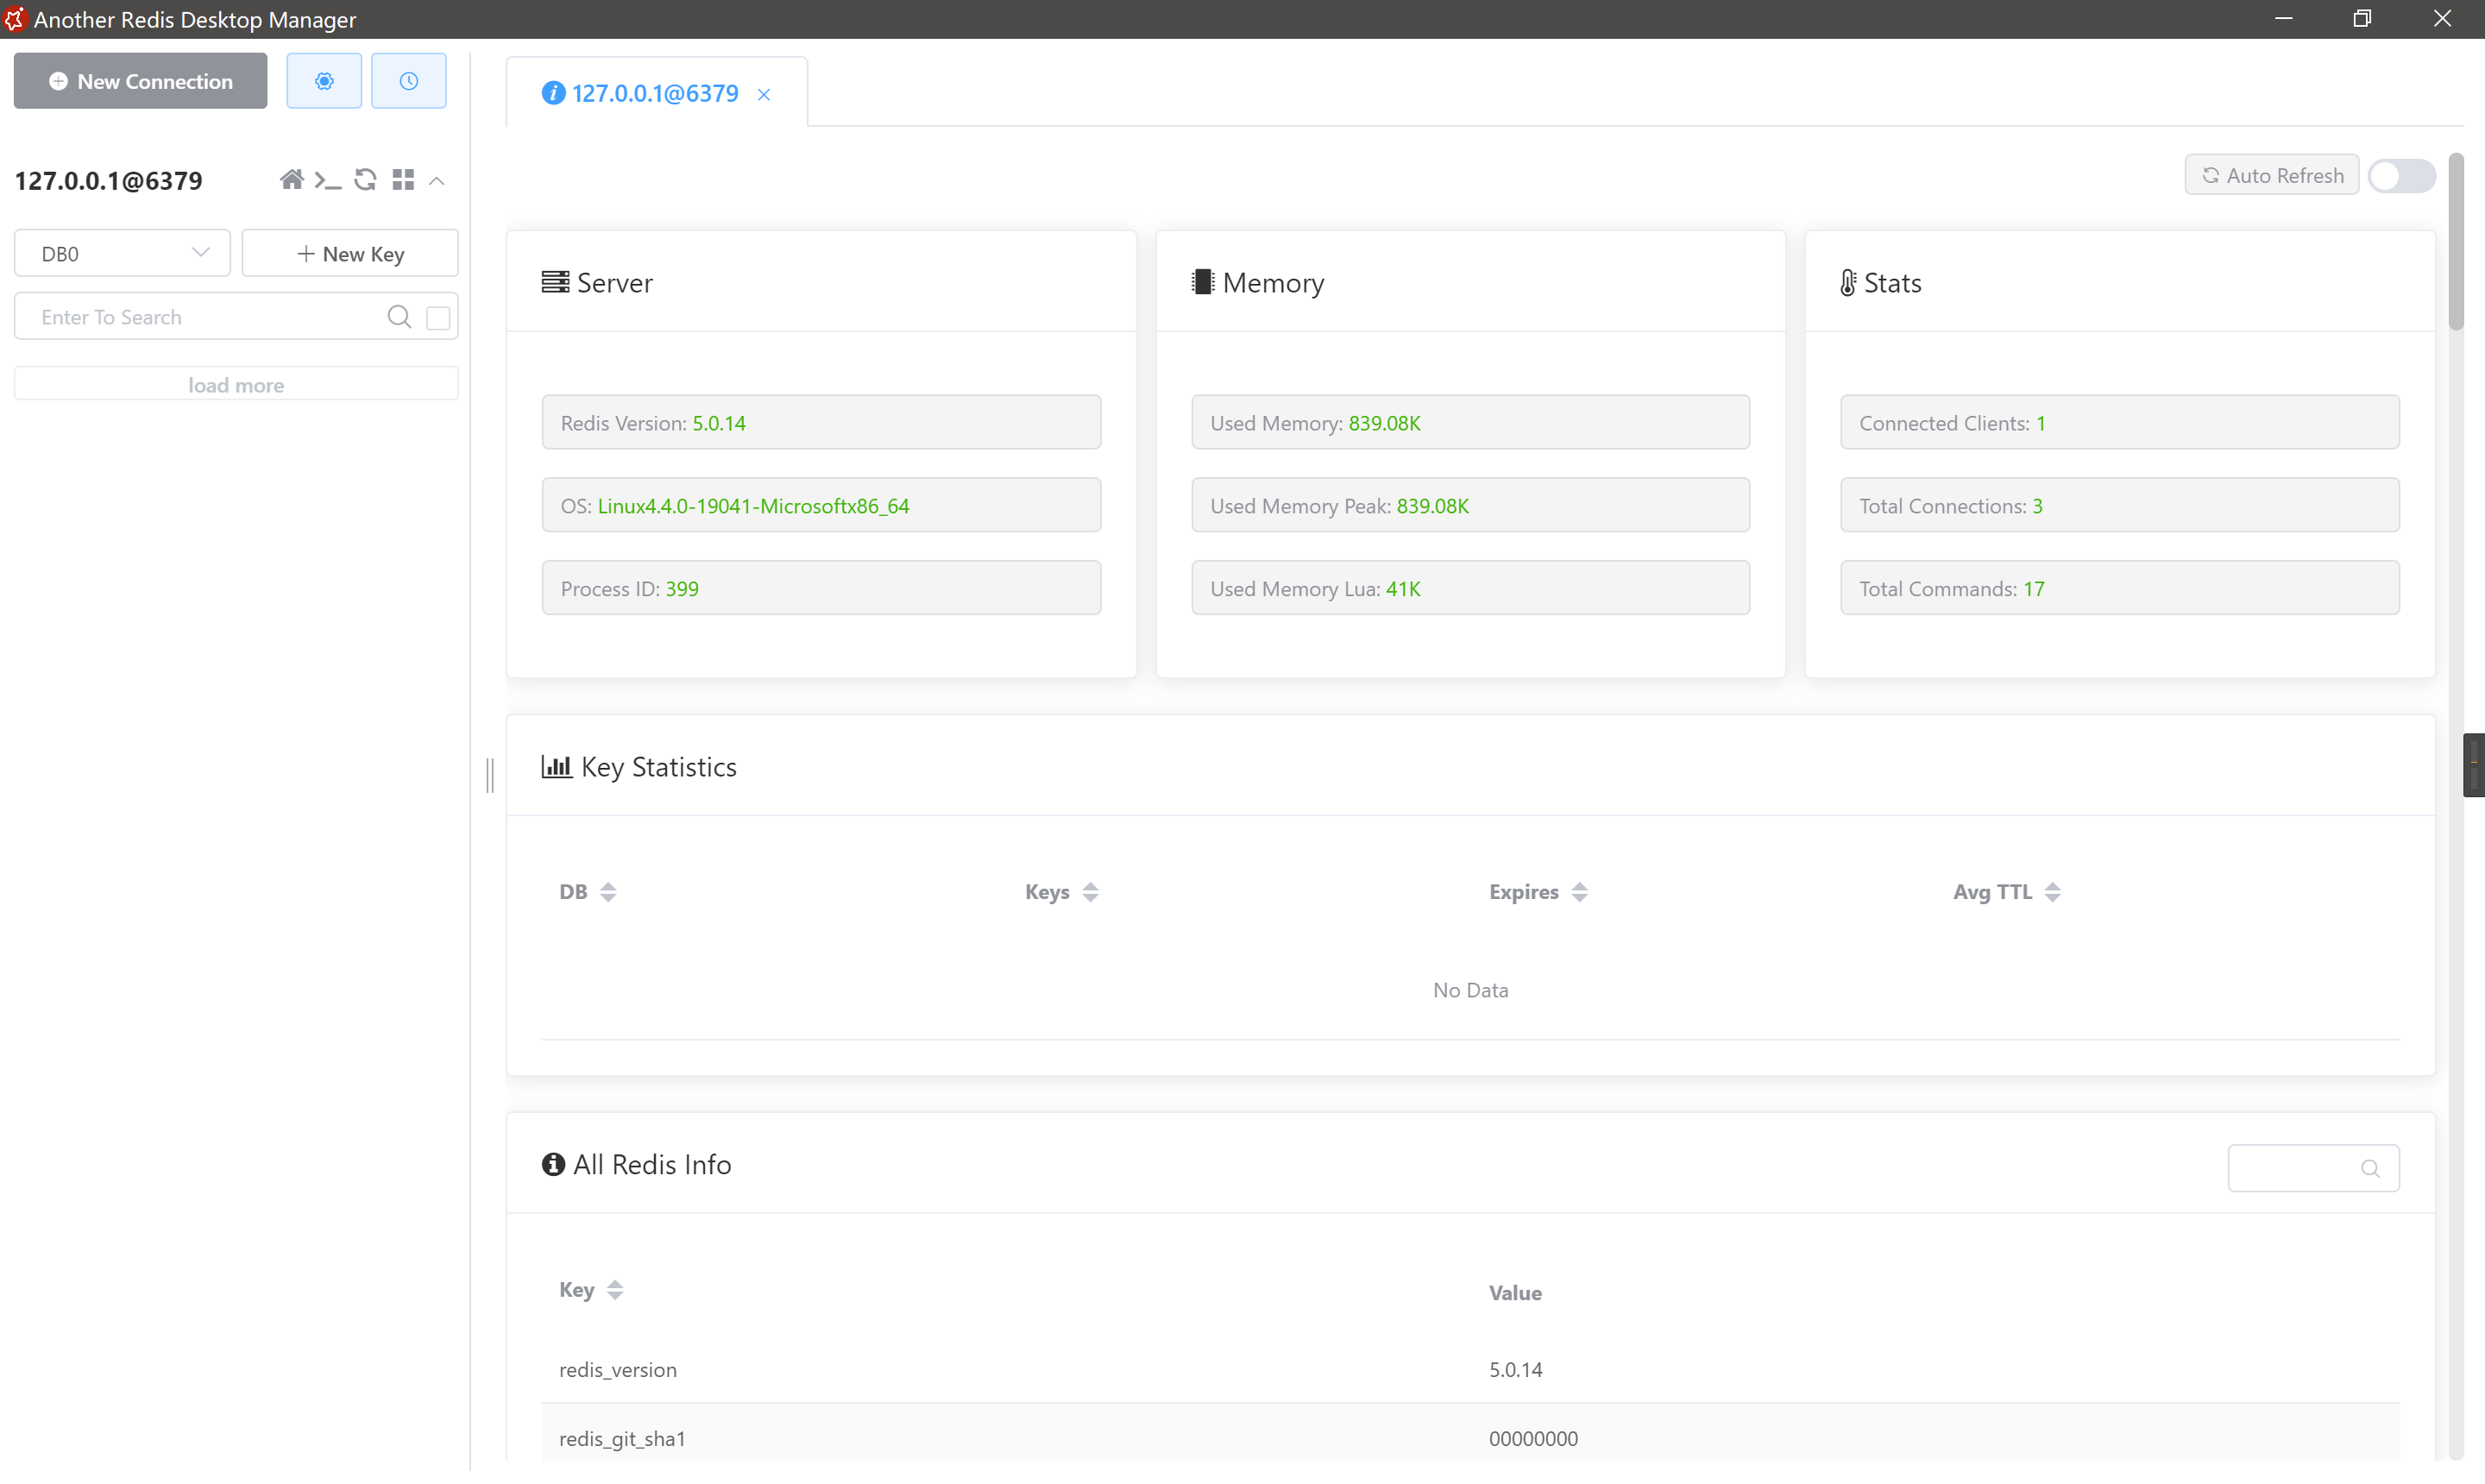 Another Redis Desktop Manager
New Connection
127.0.0.1@6379
127.0.0.1@6379
DB0
New Key
Enter To Search
load more
Auto Refresh
Server
Redis Version: 5.0.14
OS: Linux4.4.0-19041-Microsoftx86_64
Process ID: 399
Memory
Used Memory: 839.08K
Used Memory Peak: 839.08K
Used Memory Lua: 41K
Stats
Connected Clients: 1
Total Connections: 3
Total Commands: 17
Key Statistics
DB Keys Expires Avg TTL
No Data
All Redis Info
Key Value
redis_version 5.0.14
redis_git_sha1 00000000